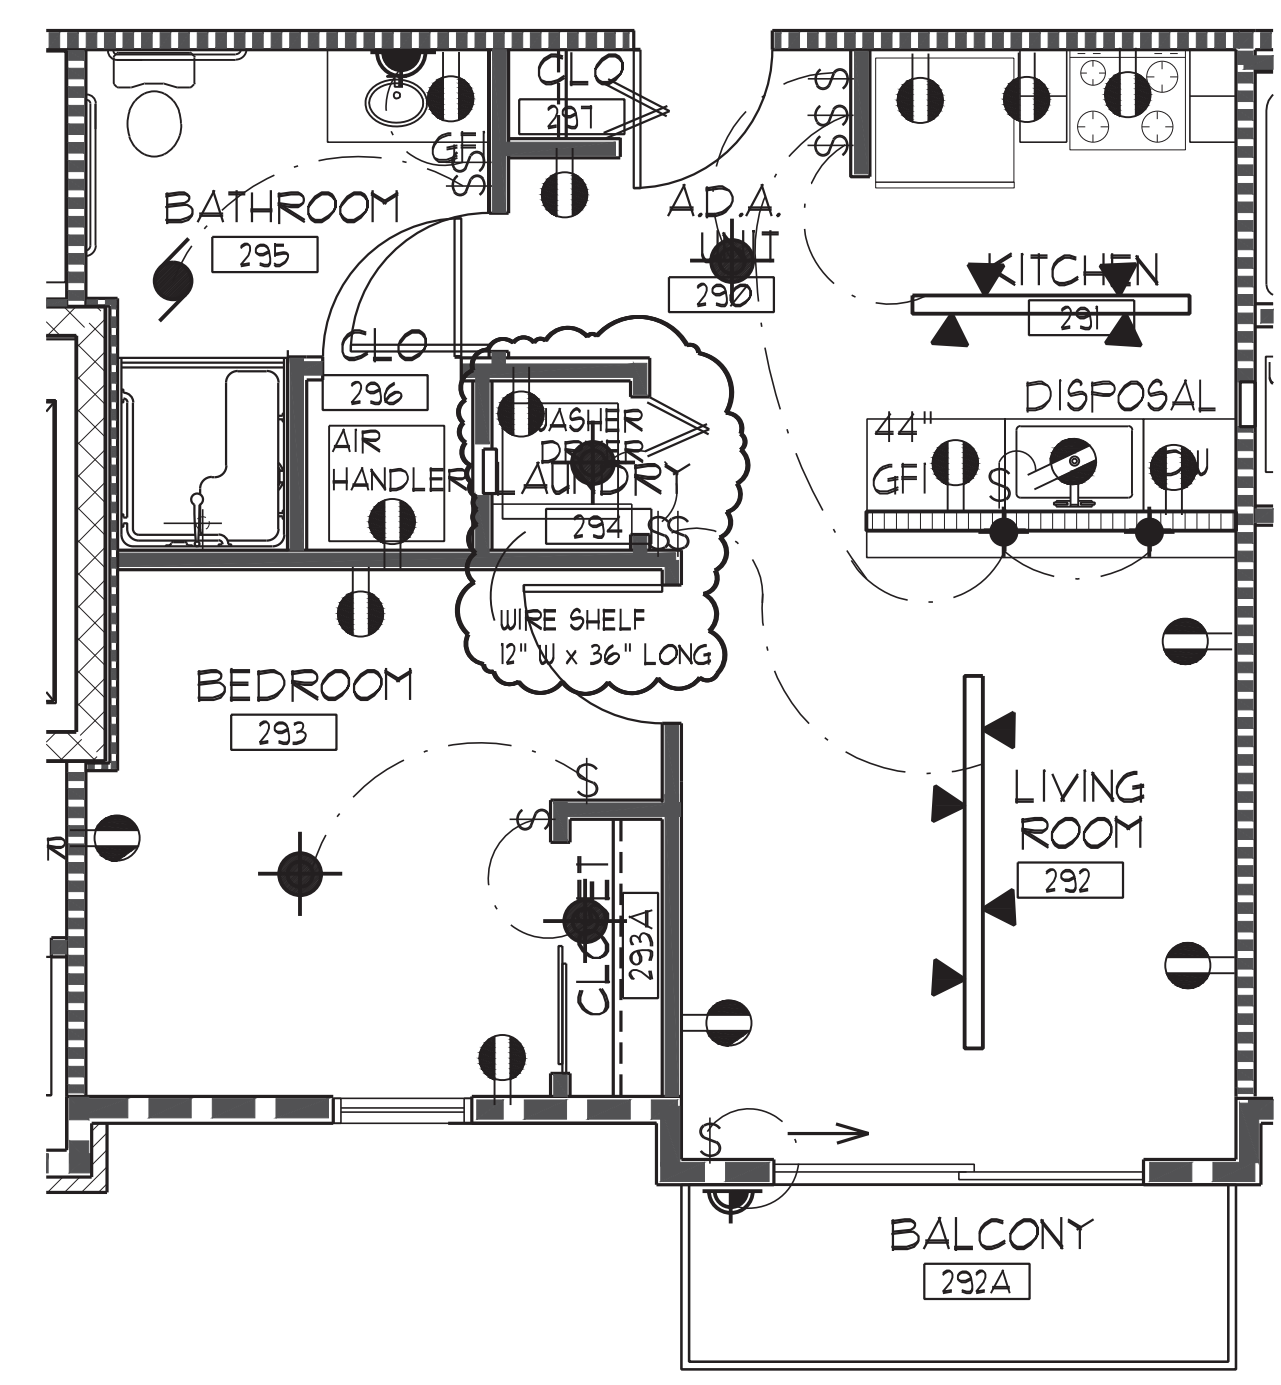 CLO
297
GFI
$$
$
$
$
BATHROOM
295
A.D.A.
UNIT
290
KITCHEN
291
CLO
296
DISPOSAL
44"
GFI
$
DW
AIR
HANDLER
WASHER
DRYER
LAUNDRY
294
$$
WIRE SHELF
12" W x 36" LONG
BEDROOM
293
$
$
R
LIVING
ROOM
292
CLOSET
293A
$
BALCONY
292A